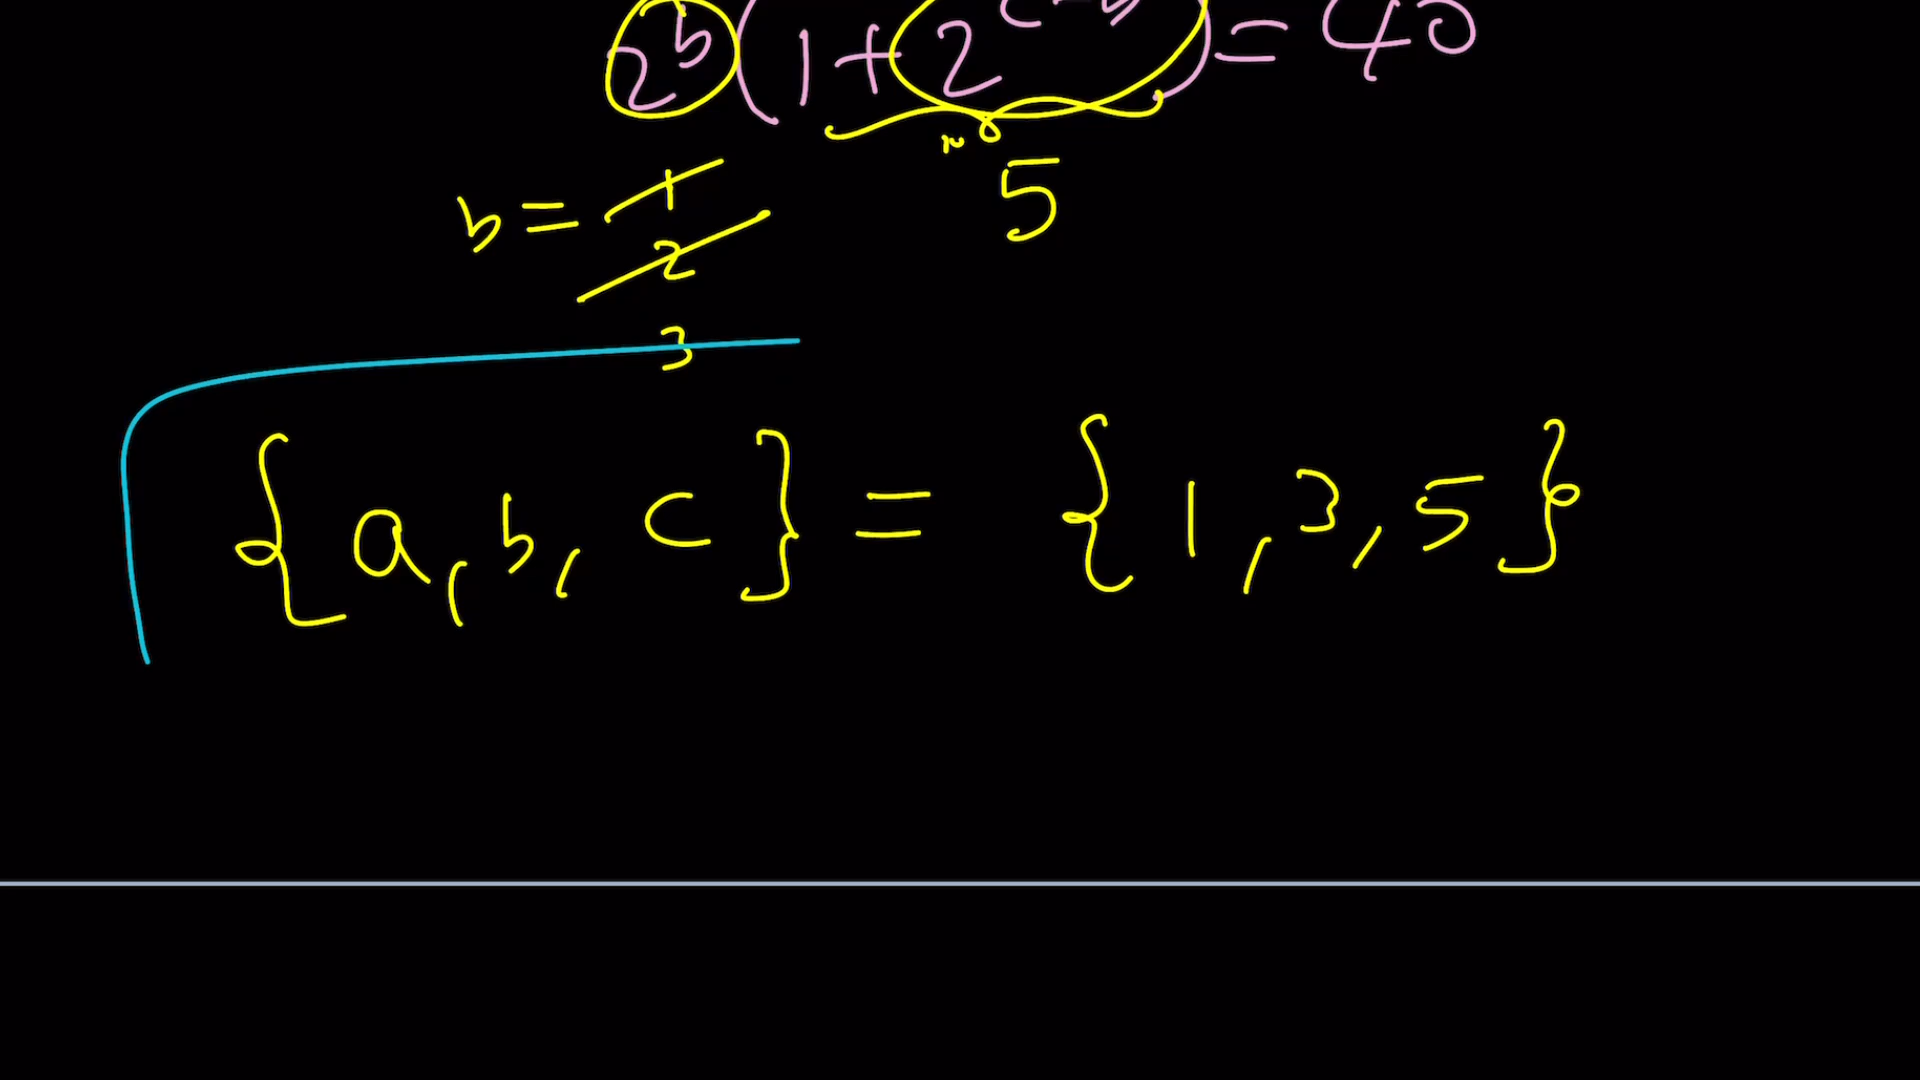 2^b(1+2^{c-b})=40
5
b=1
2
3
{a,b,c}={1,3,5}